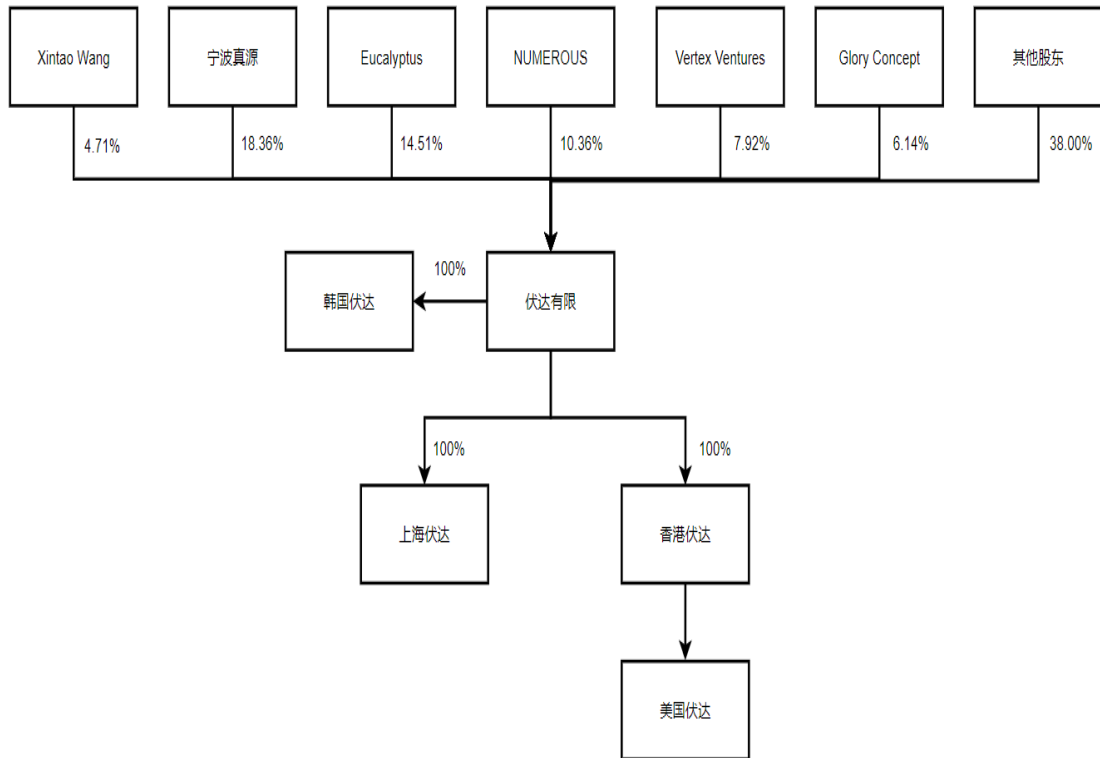 Xintao Wang
宁波真源
Eucalyptus
NUMEROUS
Vertex Ventures
Glory Concept
其他股东
4.71%
18.36%
14.51%
10.36%
7.92%
6.14%
38.00%
100%
韩国伏达
伏达有限
100%
100%
上海伏达
香港伏达
美国伏达